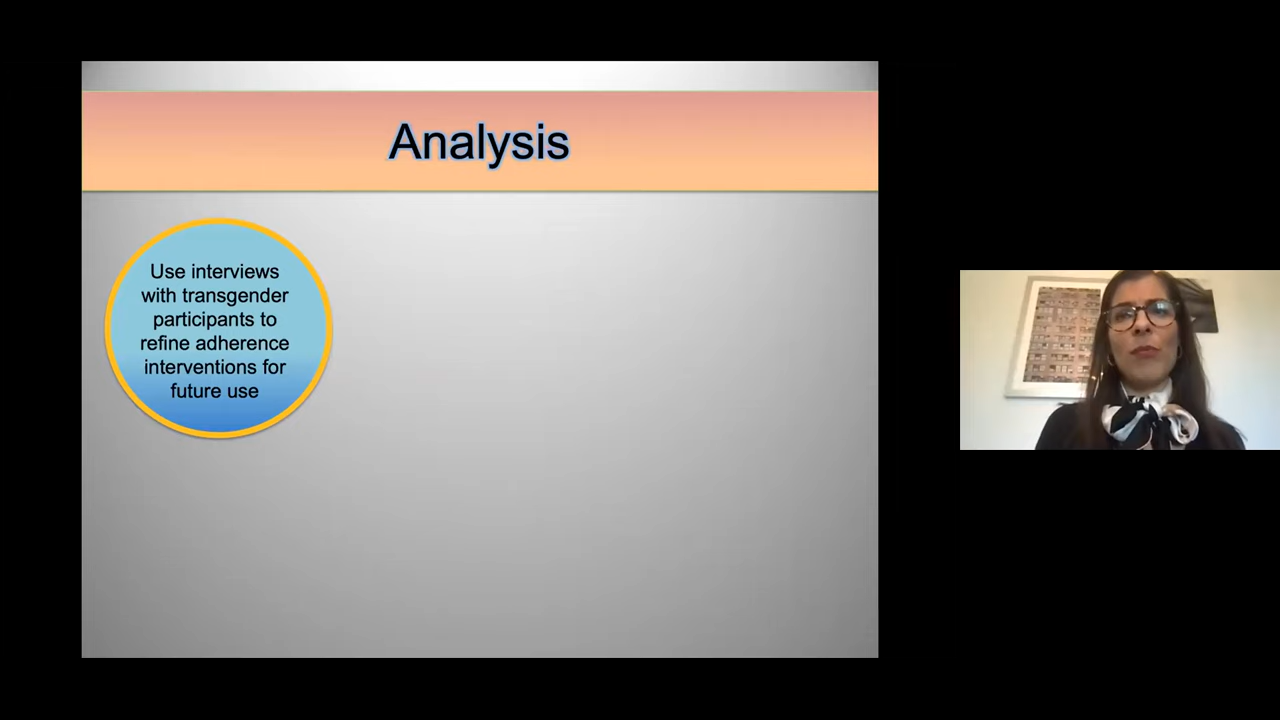 Analysis
Use interviews
with transgender
participants to
refine adherence
interventions for
future use